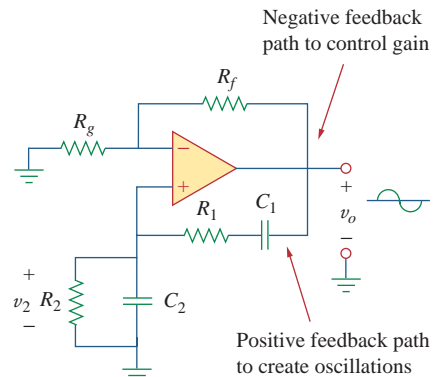 Negative feedback
path to control gain
R_f
R_g
−
+
R_1
C_1
+
v_o
−
+
v_2
−
R_2
C_2
Positive feedback path
to create oscillations